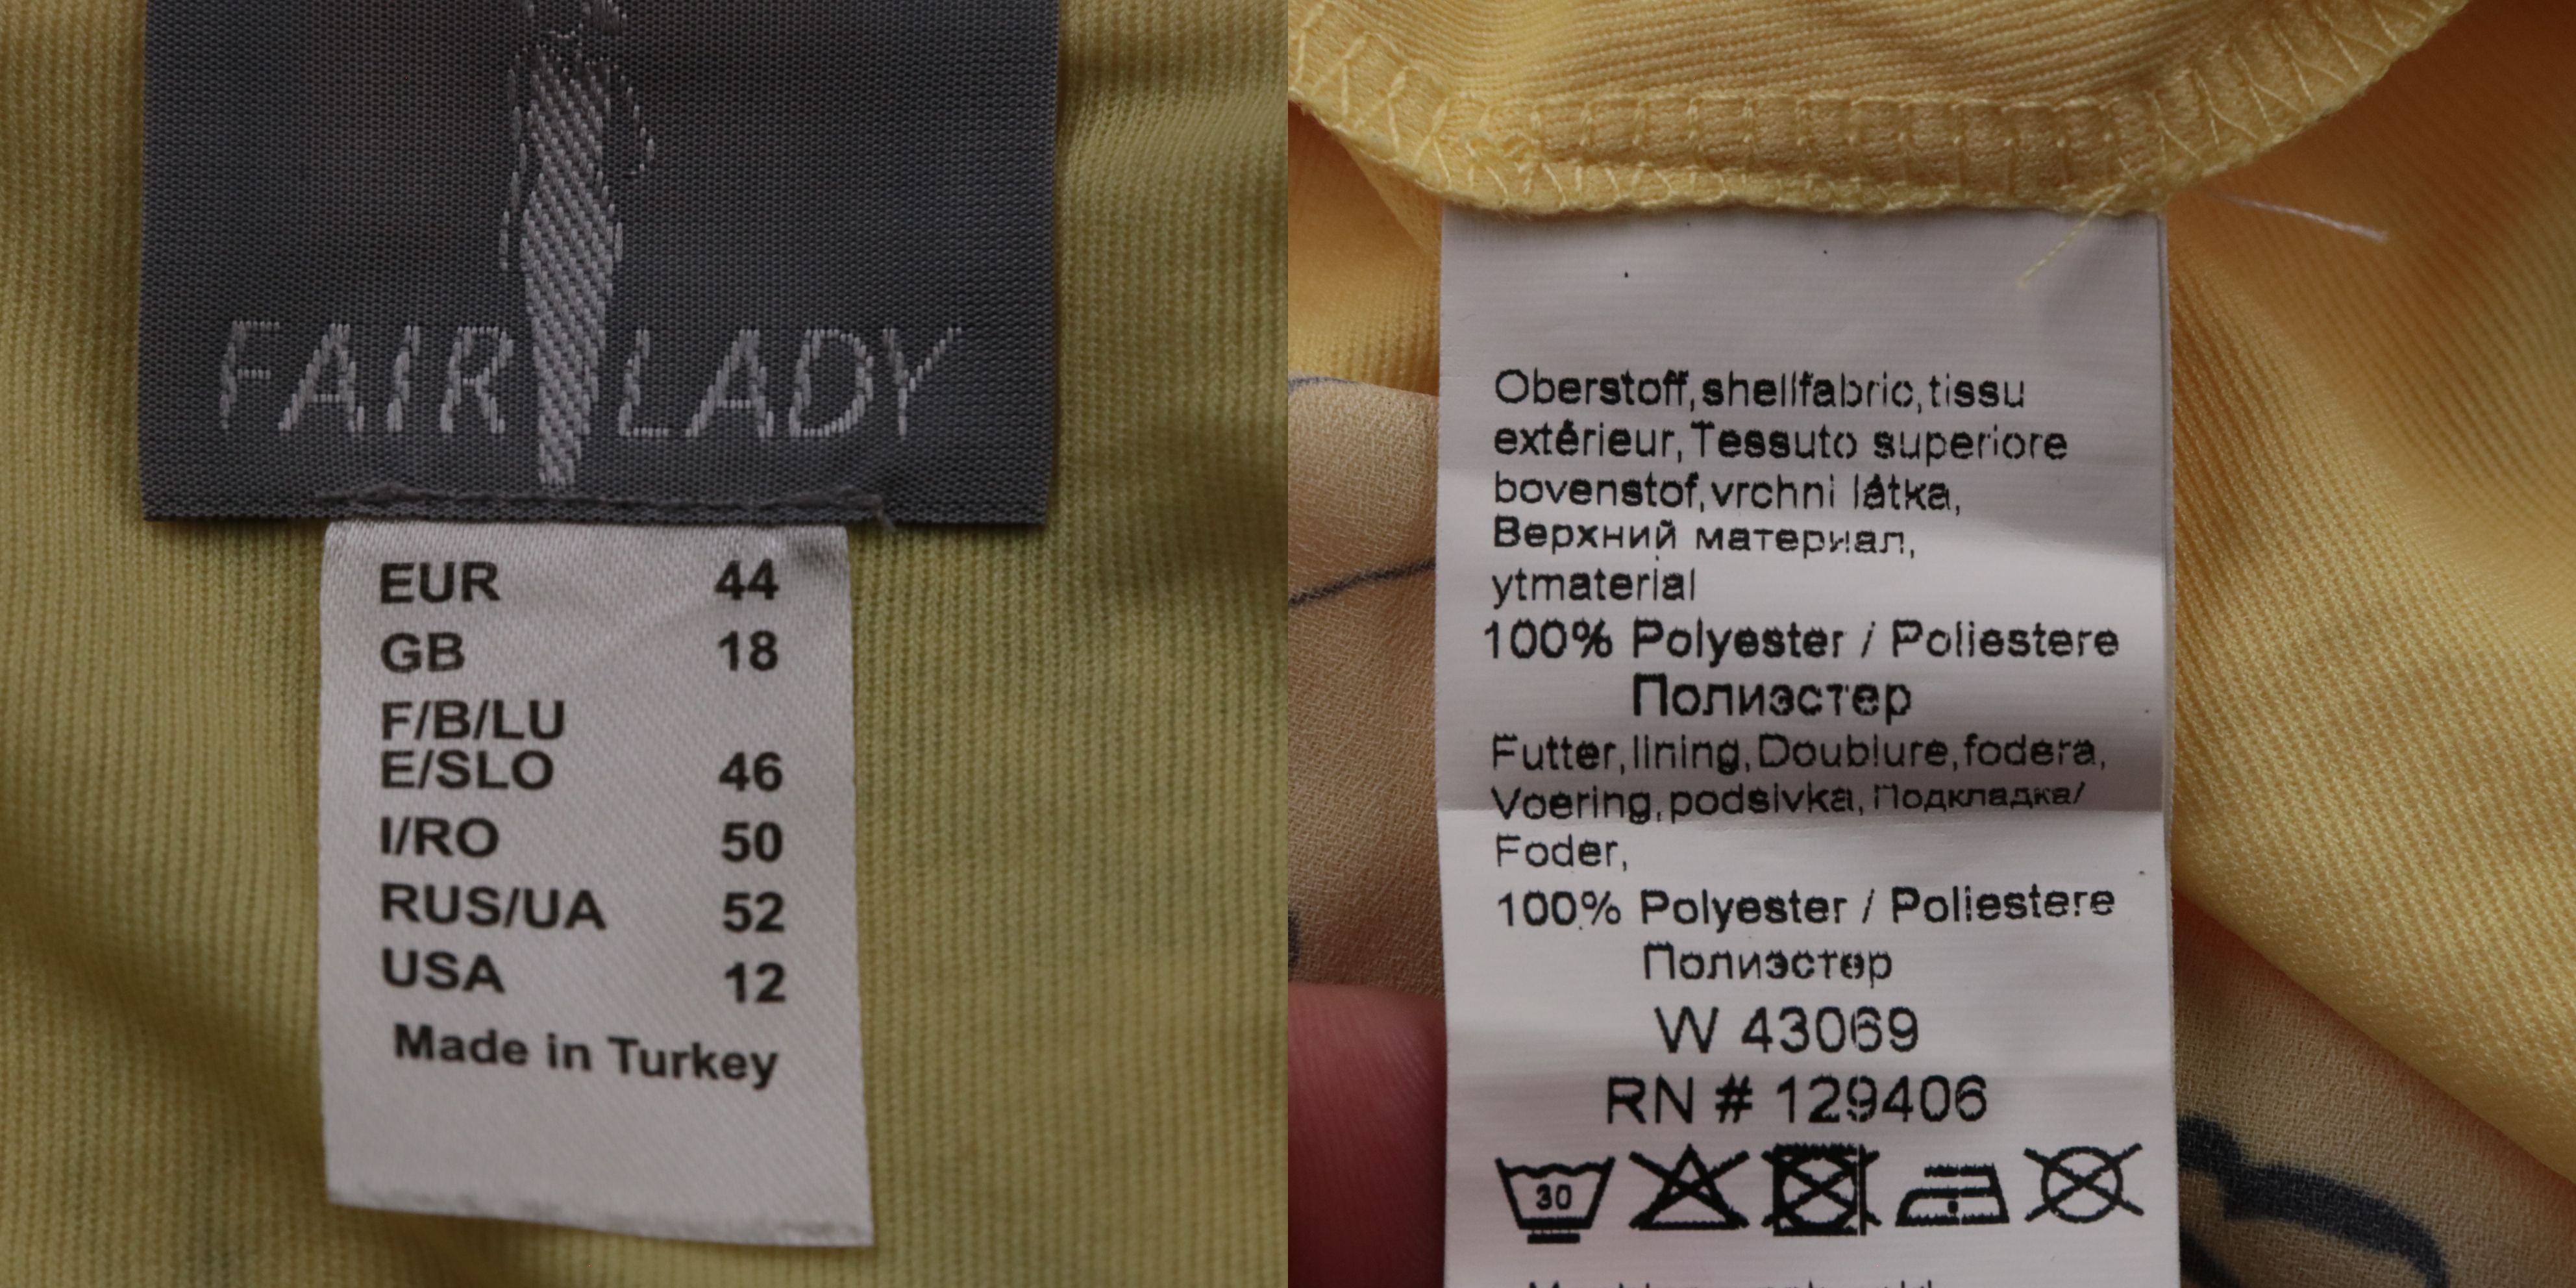 FAIR LADY
EUR 44
GB 18
F/B/LU
E/SLO 46
I/RO 50
RUS/UA 52
USA 12
Made in Turkey
Oberstoff,shellfabric,tissu
extérieur,Tessuto superiore
bovenstof,vrchni látka,
Верхний материал,
ytmaterial
100% Polyester / Poliestere
Полиэстер
Futter,lining,Doublure,fodera,
Voering,podsivka,Подкладка/
Foder,
100% Polyester / Poliestere
Полиэстер
W 43069
RN # 129406
30